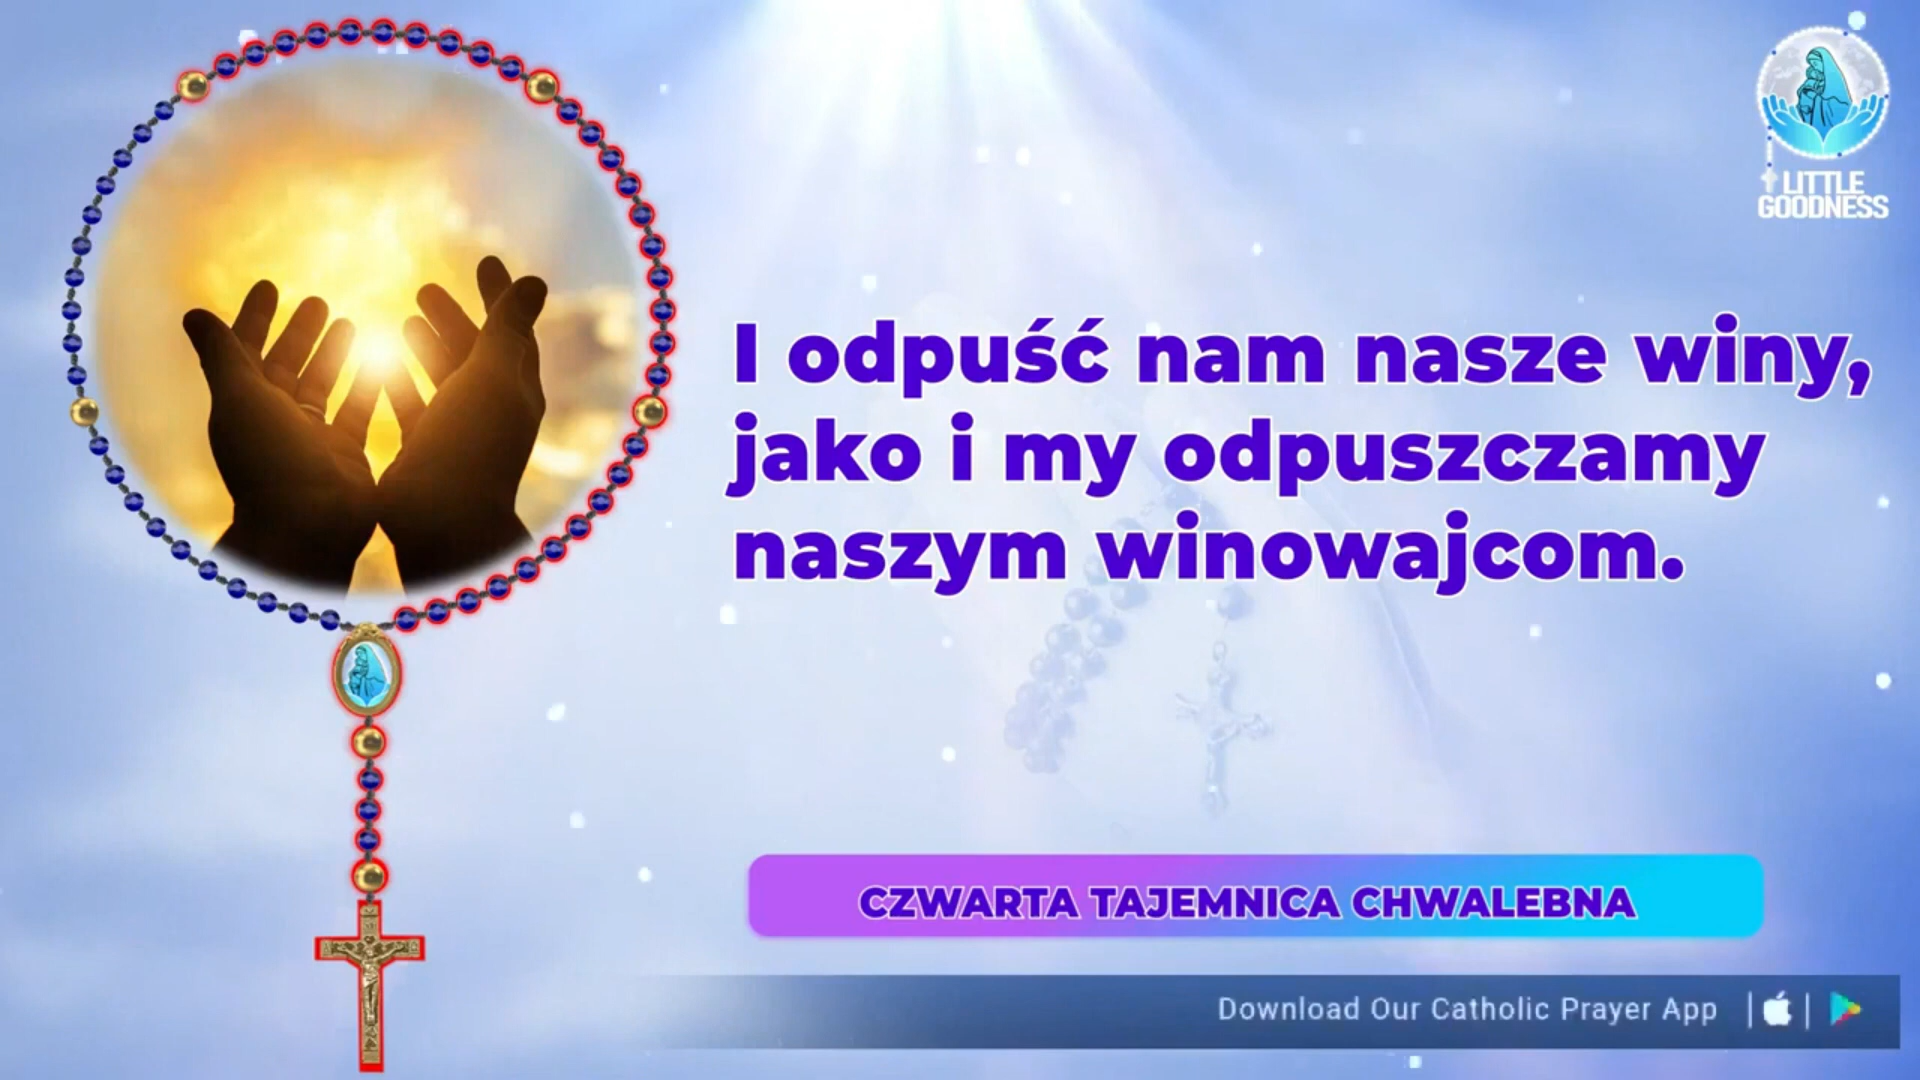 LITTLE
GOODNESS
I odpuść nam nasze winy,
jako i my odpuszczamy
naszym winowajcom.
CZWARTA TAJEMNICA CHWALEBNA
Download Our Catholic Prayer App